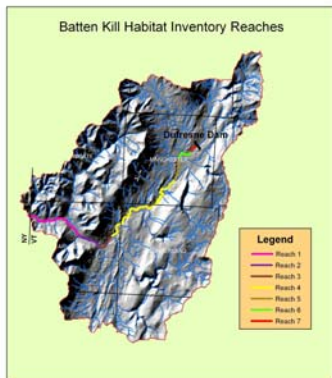 Batten Kill Habitat Inventory Reaches
Dufresne Dam
MANCHESTER
NY
VT
Legend
Reach 1
Reach 2
Reach 3
Reach 4
Reach 5
Reach 6
Reach 7